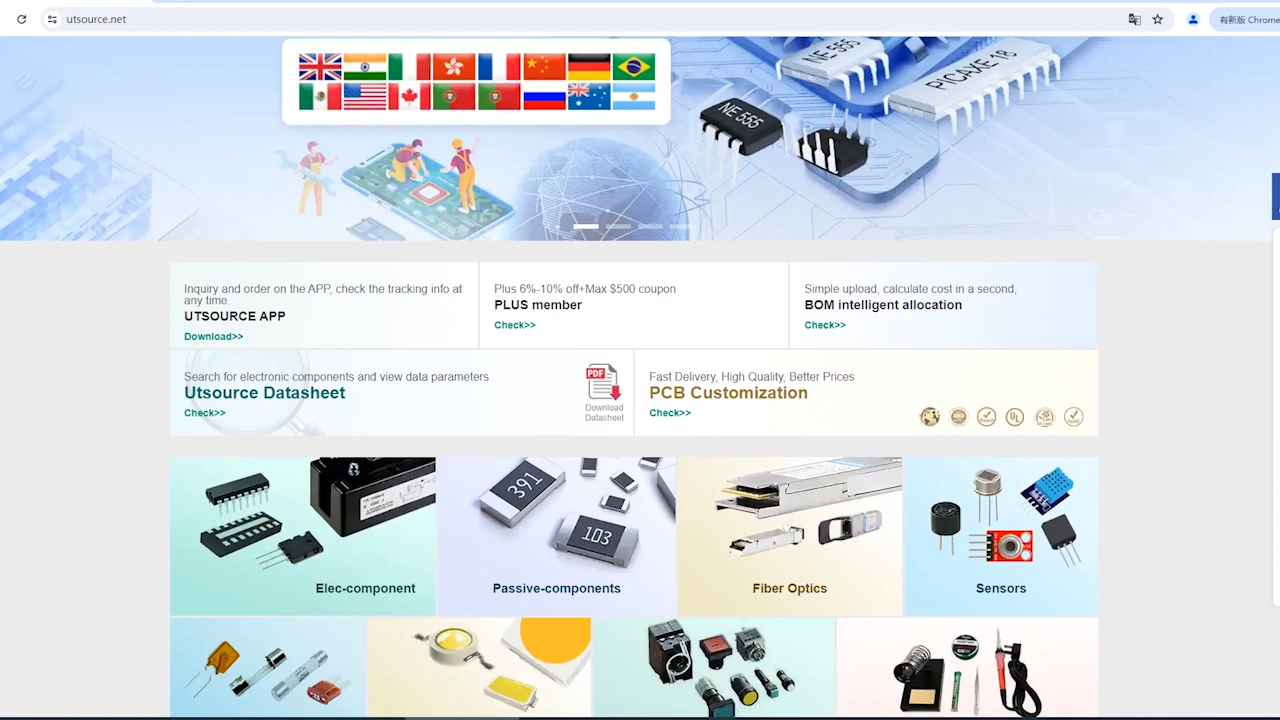 utsource.net
有新版 Chrome
NE 555
PICAXE-18
NE 555
Inquiry and order on the APP, check the tracking info at
any time.
UTSOURCE APP
Download>>
Plus 6%-10% off+Max $500 coupon
PLUS member
Check>>
Simple upload, calculate cost in a second,
BOM intelligent allocation
Check>>
Search for electronic components and view data parameters
Utsource Datasheet
Check>>
PDF
Download
Datasheet
Fast Delivery, High Quality, Better Prices
PCB Customization
Check>>
UL
391
103
Elec-component
Passive-components
Fiber Optics
Sensors